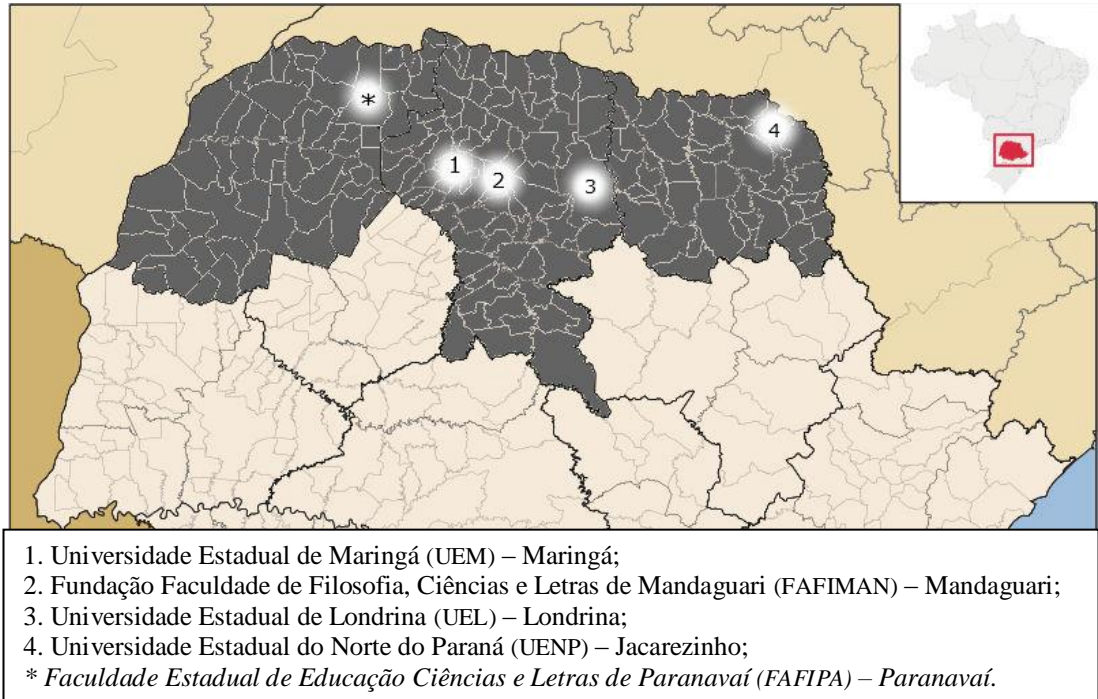 *
1
2
3
4
1. Universidade Estadual de Maringá (UEM) – Maringá;
2. Fundação Faculdade de Filosofia, Ciências e Letras de Mandaguari (FAFIMAN) – Mandaguari;
3. Universidade Estadual de Londrina (UEL) – Londrina;
4. Universidade Estadual do Norte do Paraná (UENP) – Jacarezinho;
* Faculdade Estadual de Educação Ciências e Letras de Paranavaí (FAFIPA) – Paranavaí.